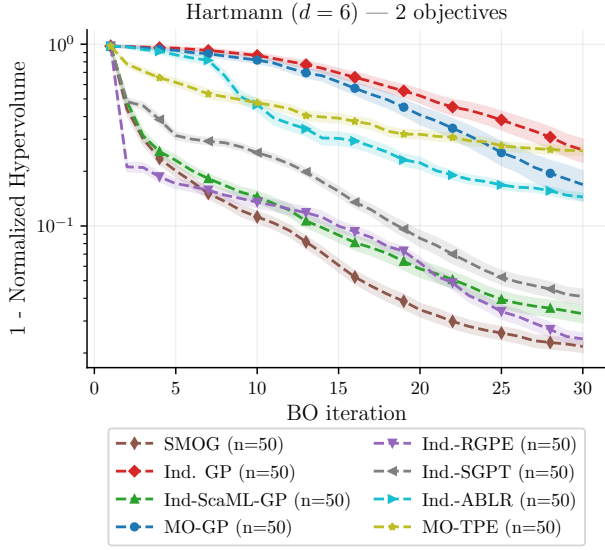 Hartmann (d = 6) — 2 objectives
1 - Normalized Hypervolume
10⁰
10⁻¹
0 5 10 15 20 25 30
BO iteration
SMOG (n=50)
Ind. GP (n=50)
Ind-ScaML-GP (n=50)
MO-GP (n=50)
Ind.-RGPE (n=50)
Ind.-SGPT (n=50)
Ind.-ABLR (n=50)
MO-TPE (n=50)